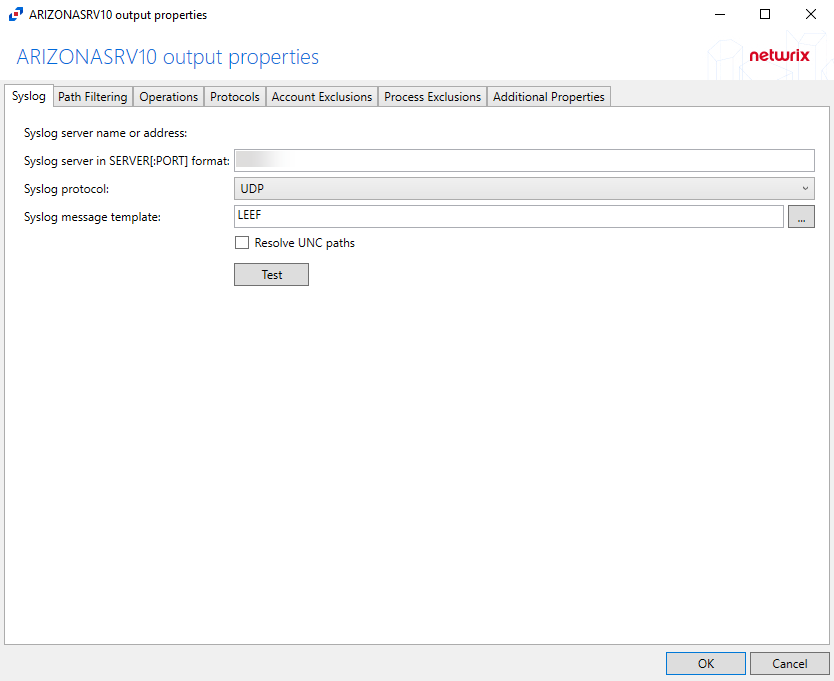 ARIZONASRV10 output properties
ARIZONASRV10 output properties
netwrix
Syslog Path Filtering Operations Protocols Account Exclusions Process Exclusions Additional Properties
Syslog server name or address:
Syslog server in SERVER[:PORT] format:
Syslog protocol: UDP
Syslog message template: LEEF ...
Resolve UNC paths
Test
OK Cancel